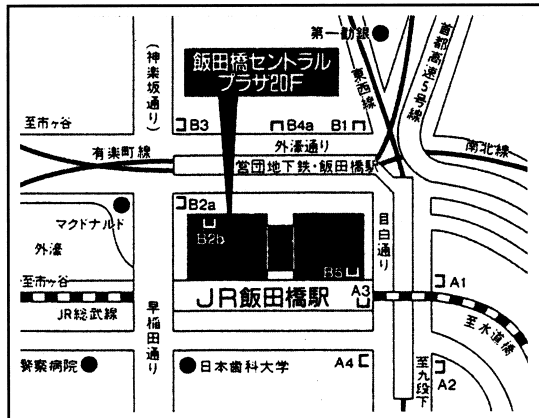 第一勧銀
飯田橋セントラル
プラザ20F
(神楽坂通り)
東西線
首都高速5号線
至市ヶ谷
B3
B4a
B1
外濠通り
有楽町線
営団地下鉄・飯田橋駅
南北線
B2a
マクドナルド
外濠
B2b
目白通り
B5
至市ヶ谷
JR飯田橋駅
A3
A1
JR総武線
早稲田通り
至水道橋
警察病院
日本歯科大学
A4
至九段下
A2